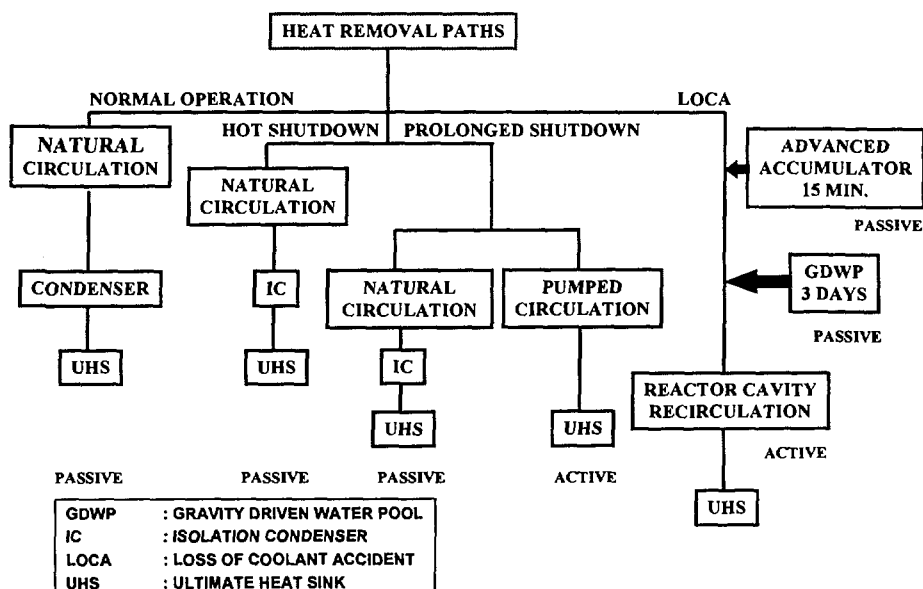 HEAT REMOVAL PATHS
NORMAL OPERATION
LOCA
HOT SHUTDOWN
PROLONGED SHUTDOWN
NATURAL
CIRCULATION
NATURAL
CIRCULATION
ADVANCED
ACCUMULATOR
15 MIN.
PASSIVE
CONDENSER
IC
NATURAL
CIRCULATION
PUMPED
CIRCULATION
GDWP
3 DAYS
PASSIVE
UHS
UHS
IC
REACTOR CAVITY
RECIRCULATION
UHS
UHS
ACTIVE
PASSIVE
PASSIVE
PASSIVE
ACTIVE
UHS
GDWP : GRAVITY DRIVEN WATER POOL
IC : ISOLATION CONDENSER
LOCA : LOSS OF COOLANT ACCIDENT
UHS : ULTIMATE HEAT SINK